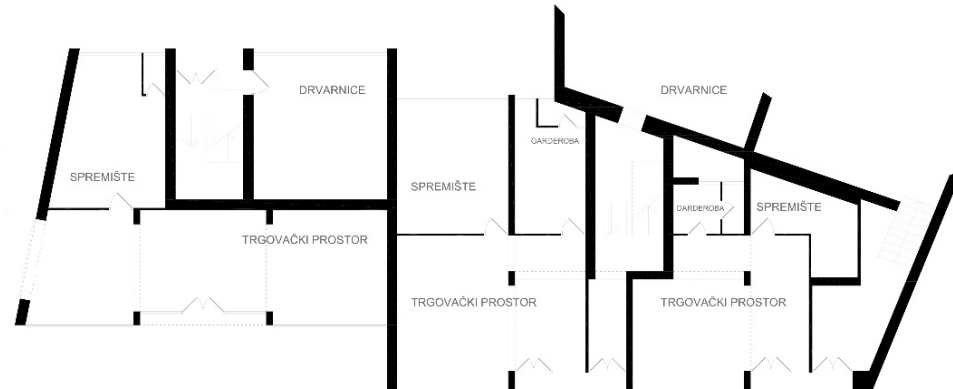 DRVARNICE
DRVARNICE
GARDEROBA
SPREMIŠTE
SPREMIŠTE
GARDEROBA
SPREMIŠTE
TRGOVAČKI PROSTOR
TRGOVAČKI PROSTOR
TRGOVAČKI PROSTOR